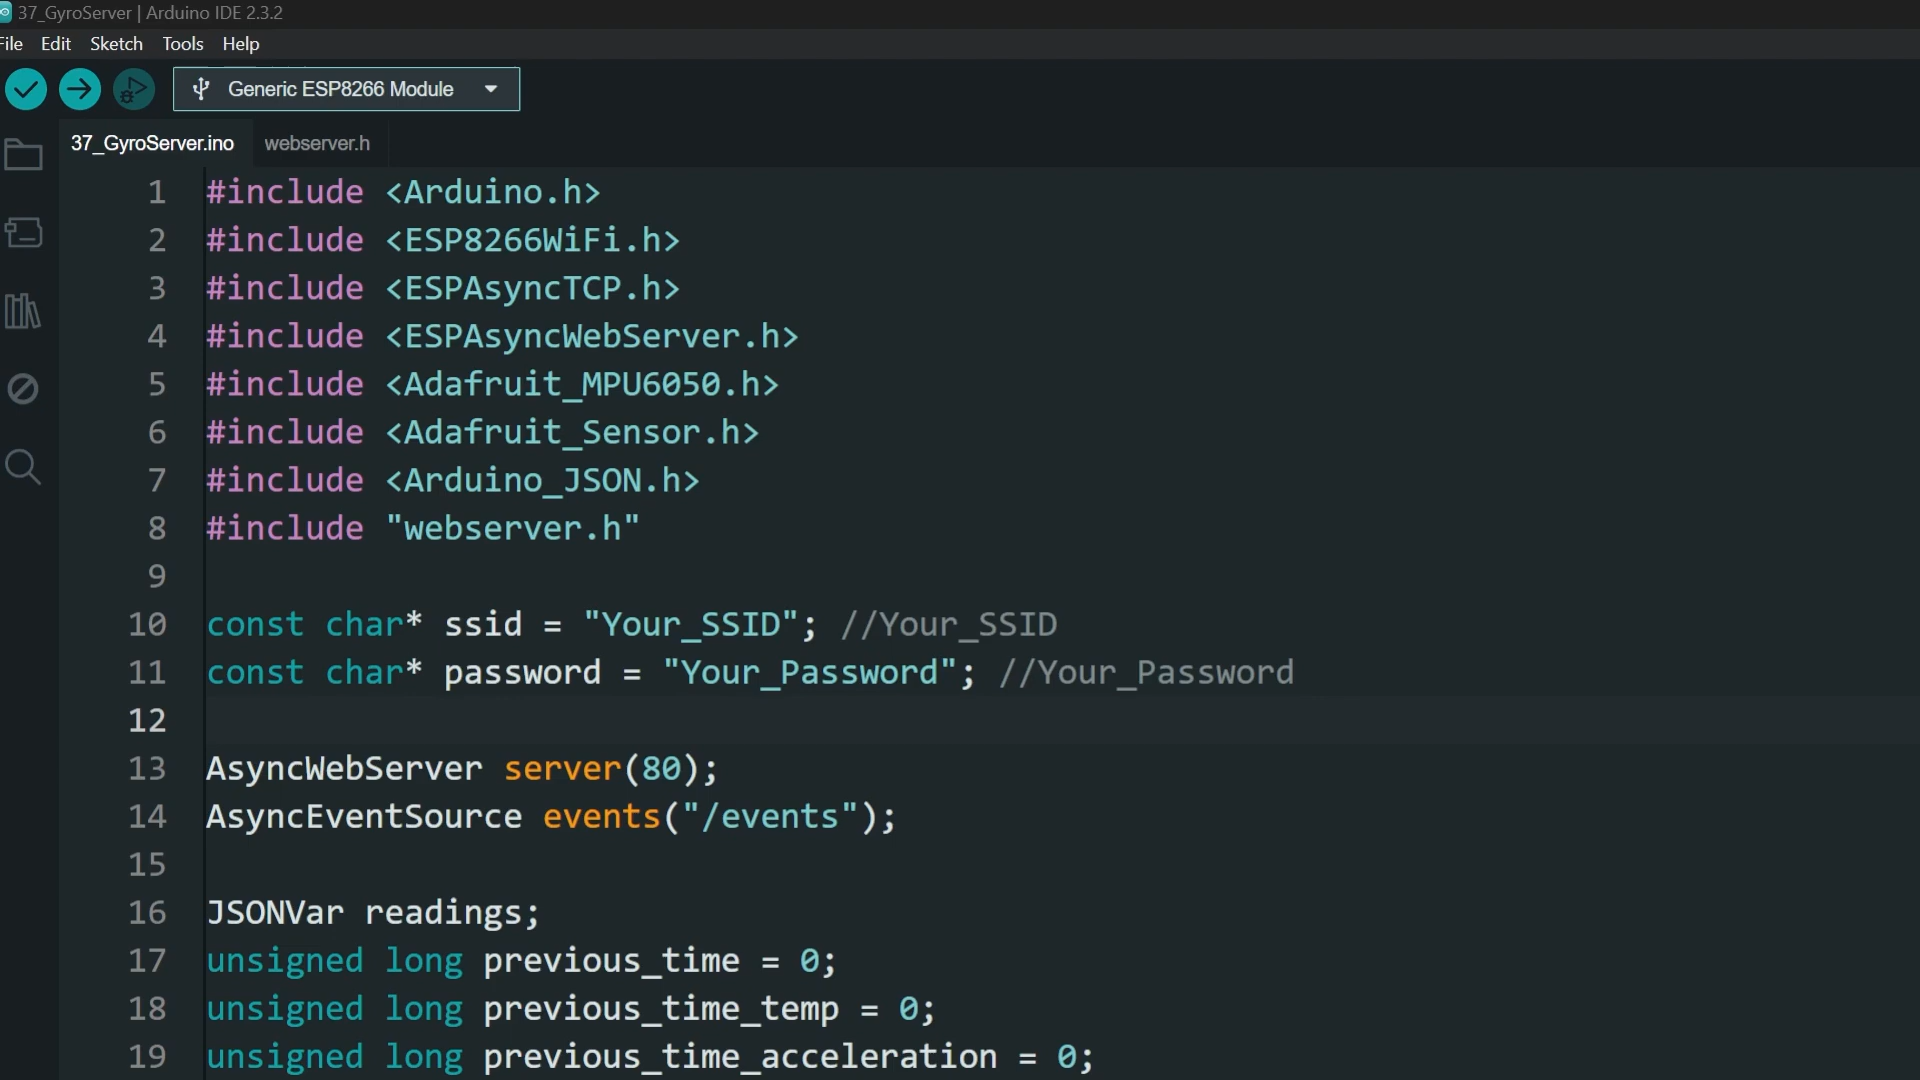 37_GyroServer | Arduino IDE 2.3.2
File Edit Sketch Tools Help
Generic ESP8266 Module
37_GyroServer.ino webserver.h
1 #include <Arduino.h>
2 #include <ESP8266WiFi.h>
3 #include <ESPAsyncTCP.h>
4 #include <ESPAsyncWebServer.h>
5 #include <Adafruit_MPU6050.h>
6 #include <Adafruit_Sensor.h>
7 #include <Arduino_JSON.h>
8 #include "webserver.h"
9
10 const char* ssid = "Your_SSID"; //Your_SSID
11 const char* password = "Your_Password"; //Your_Password
12
13 AsyncWebServer server(80);
14 AsyncEventSource events("/events");
15
16 JSONVar readings;
17 unsigned long previous_time = 0;
18 unsigned long previous_time_temp = 0;
19 unsigned long previous_time_acceleration = 0;